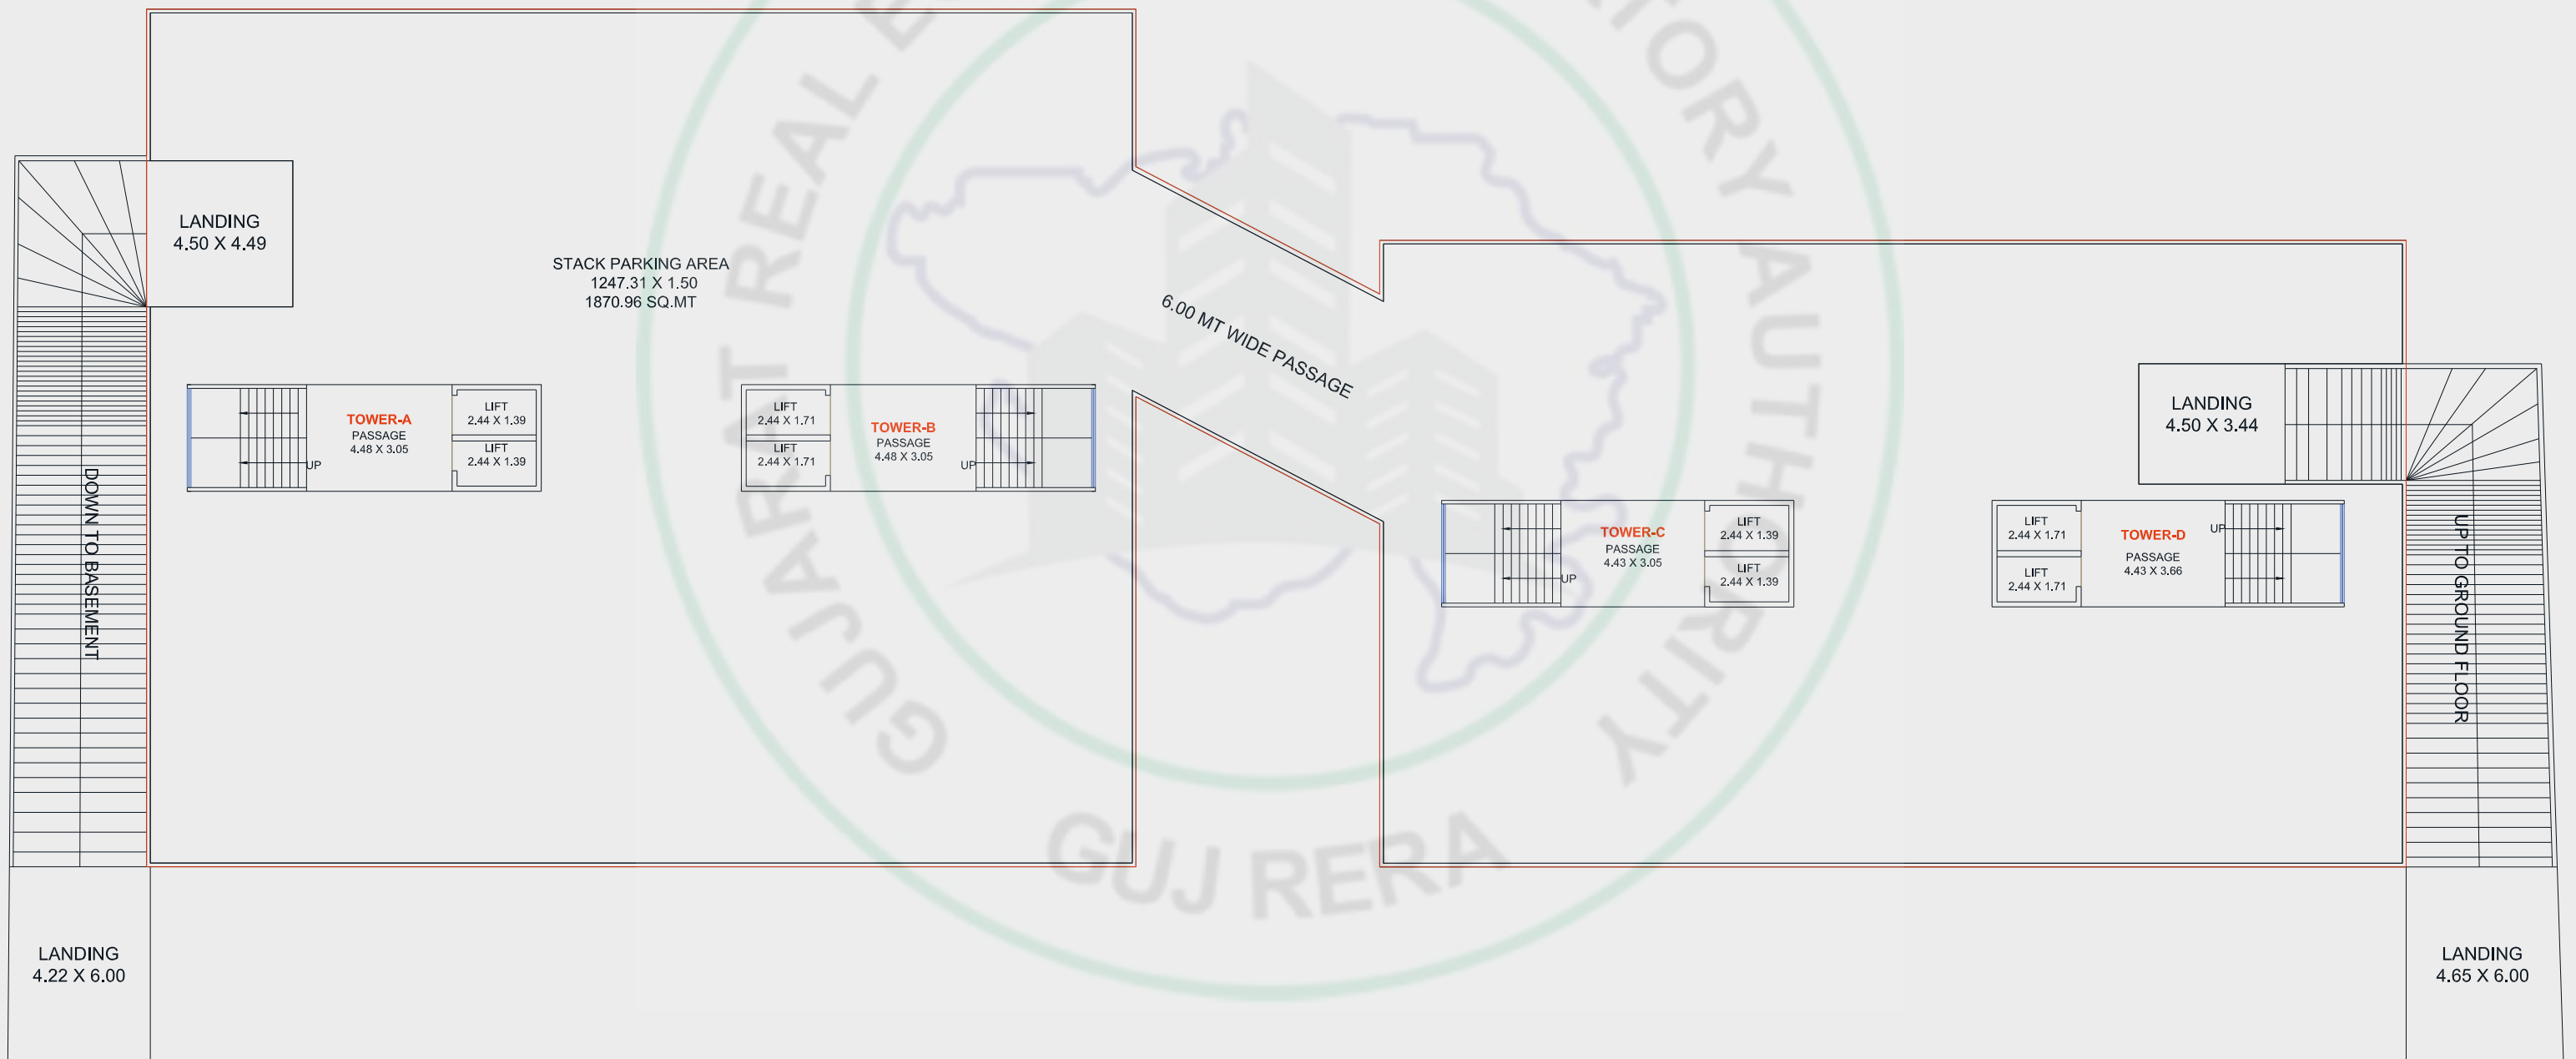 LANDING
4.50 X 4.49
STACK PARKING AREA
1247.31 X 1.50
1870.96 SQ.MT
6.00 MT WIDE PASSAGE
TOWER-A
PASSAGE
4.48 X 3.05
UP
LIFT
2.44 X 1.39
LIFT
2.44 X 1.39
LIFT
2.44 X 1.71
LIFT
2.44 X 1.71
TOWER-B
PASSAGE
4.48 X 3.05
UP
LANDING
4.50 X 3.44
TOWER-C
PASSAGE
4.43 X 3.05
UP
LIFT
2.44 X 1.39
LIFT
2.44 X 1.39
LIFT
2.44 X 1.71
LIFT
2.44 X 1.71
TOWER-D
PASSAGE
4.43 X 3.66
UP
DOWN TO BASEMENT
UP TO GROUND FLOOR
LANDING
4.22 X 6.00
LANDING
4.65 X 6.00
GUJARAT REAL
AUTHORITY
GUJ RERA